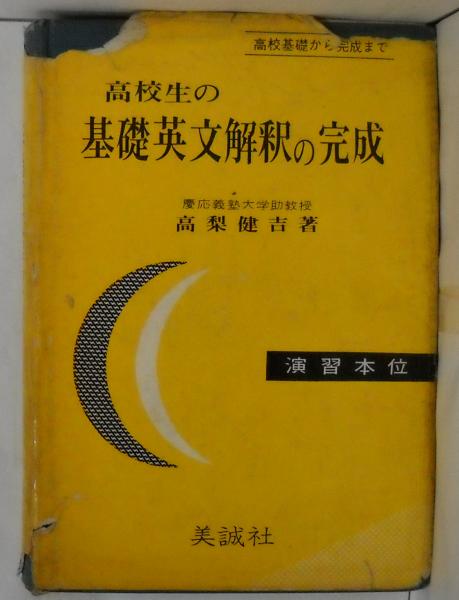 高校基礎から完成まで
高校生の
基礎英文解釈の完成
慶応義塾大学助教授
高梨健吉著
演習本位
美誠社